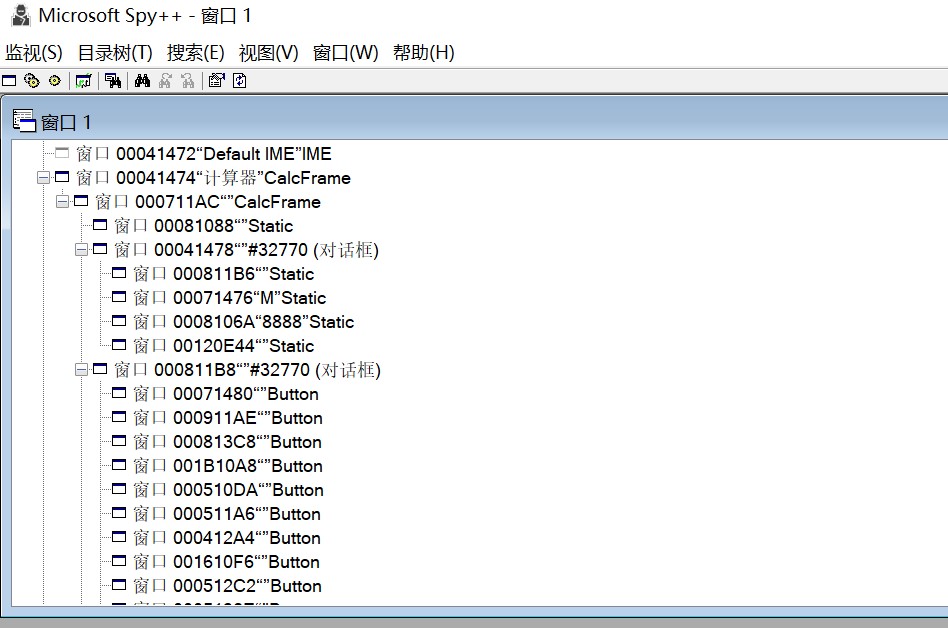 Microsoft Spy++ - 窗口 1
监视(S) 目录树(T) 搜索(E) 视图(V) 窗口(W) 帮助(H)
窗口 1
窗口 00041472“Default IME”IME
窗口 00041474“计算器”CalcFrame
窗口 000711AC“”CalcFrame
窗口 00081088“”Static
窗口 00041478“”#32770 (对话框)
窗口 000811B6“”Static
窗口 00071476“M”Static
窗口 0008106A“8888”Static
窗口 00120E44“”Static
窗口 000811B8“”#32770 (对话框)
窗口 00071480“”Button
窗口 000911AE“”Button
窗口 000813C8“”Button
窗口 001B10A8“”Button
窗口 000510DA“”Button
窗口 000511A6“”Button
窗口 000412A4“”Button
窗口 001610F6“”Button
窗口 000512C2“”Button